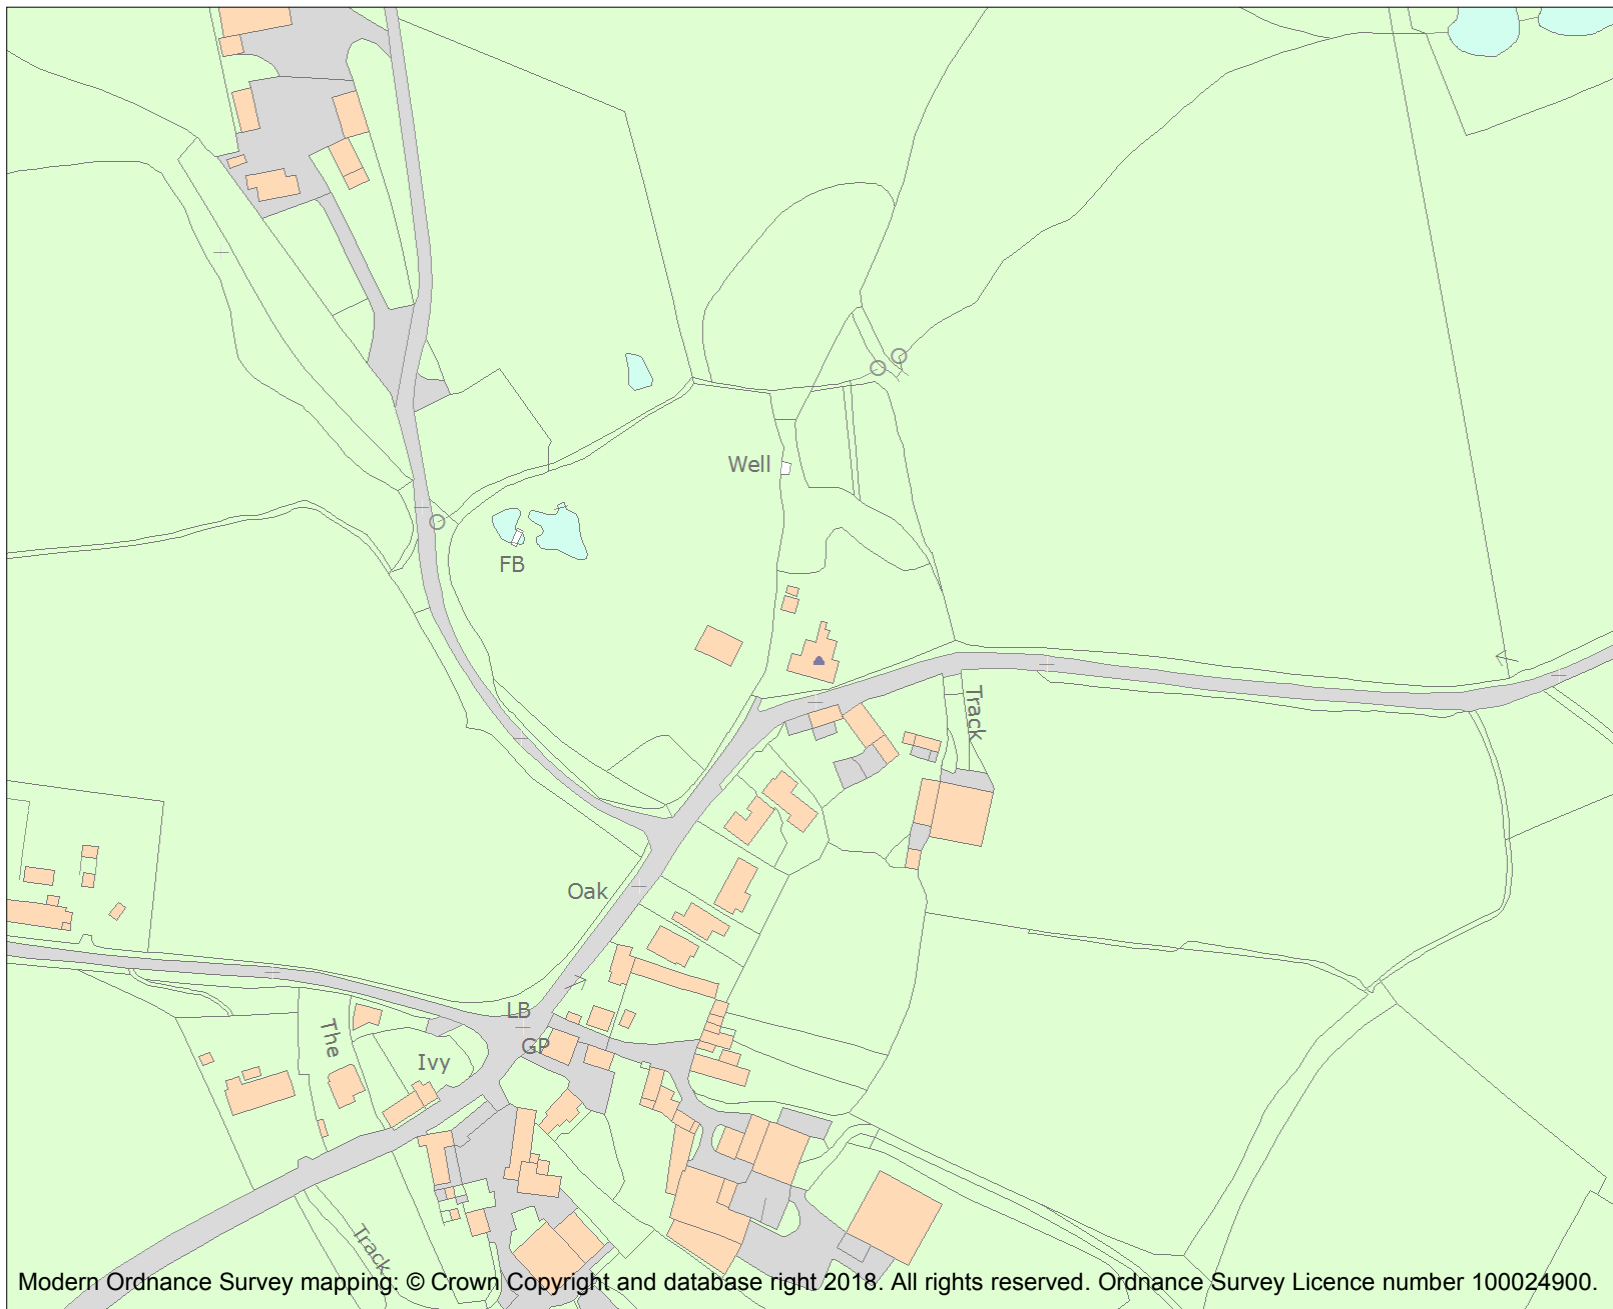 Well
FB
Track
Oak
LB
GP
The
Ivy
Track
Modern Ordnance Survey mapping: © Crown Copyright and database right 2018. All rights reserved. Ordnance Survey Licence number 100024900.